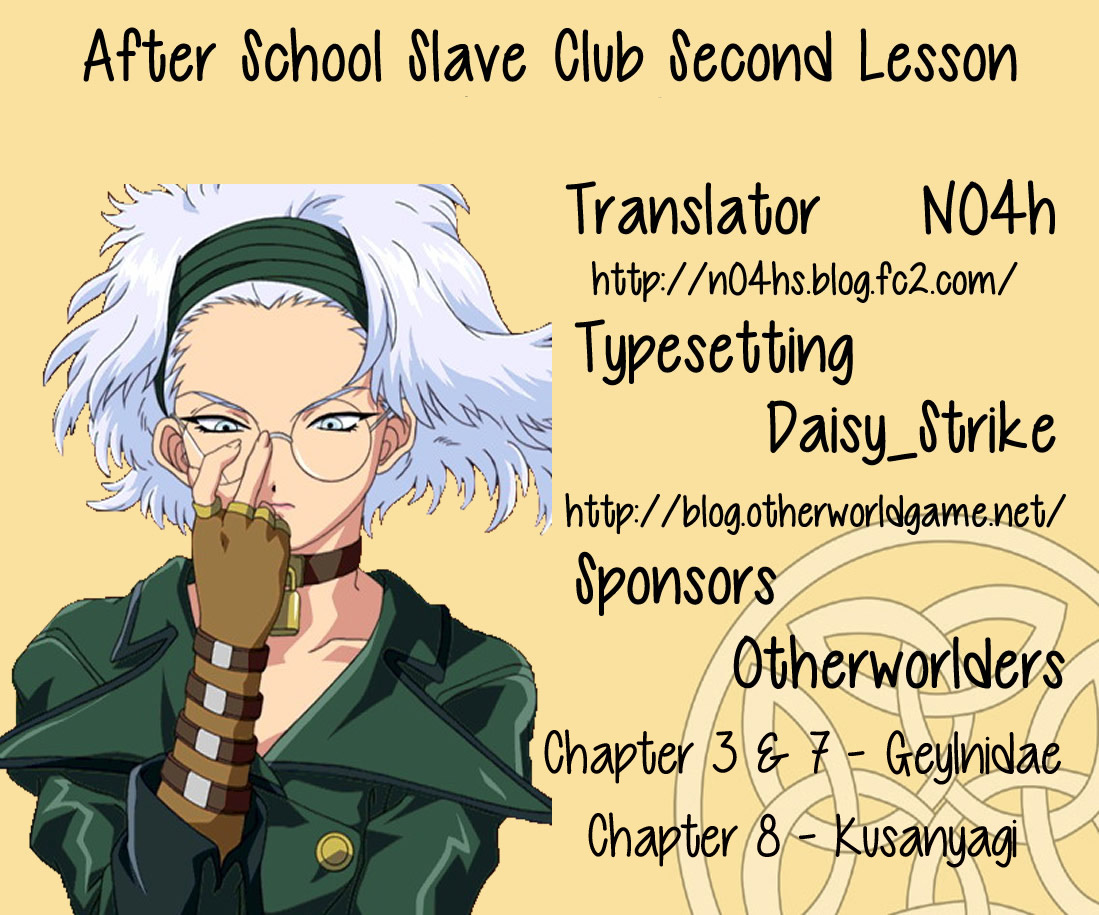 After School Slave Club Second Lesson
Translator N04h
http://n04hs.blog.fc2.com/
Typesetting
Daisy_Strike
http://blog.otherworldgame.net/
Sponsors
Otherworlders
Chapter 3 & 7 - Geylnidae
Chapter 8 - Kusanyagi